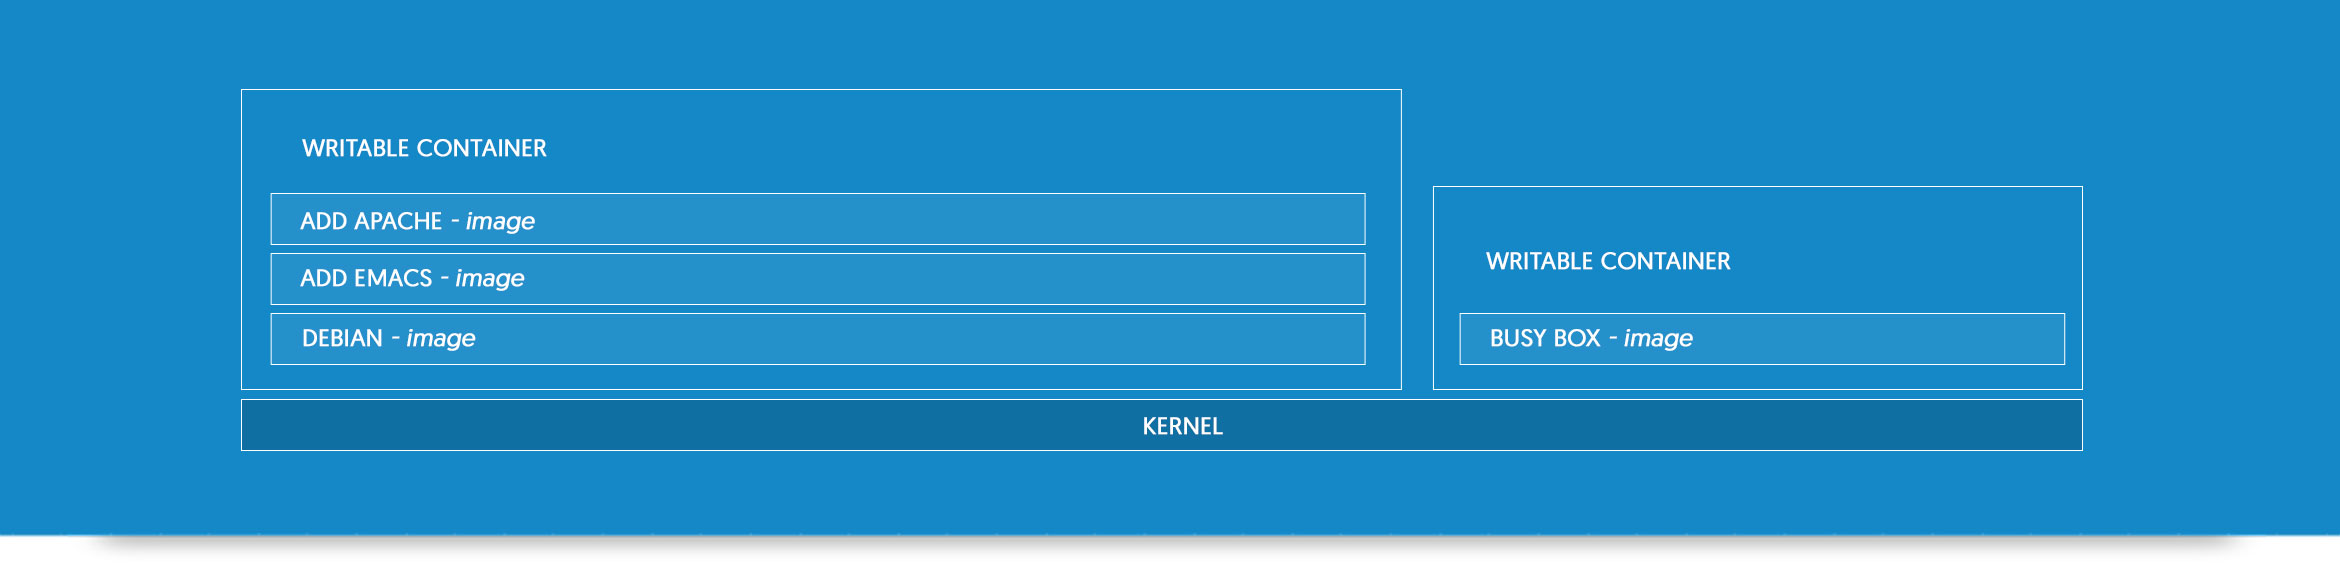 WRITABLE CONTAINER
ADD APACHE - image
ADD EMACS - image
DEBIAN - image
WRITABLE CONTAINER
BUSY BOX - image
KERNEL